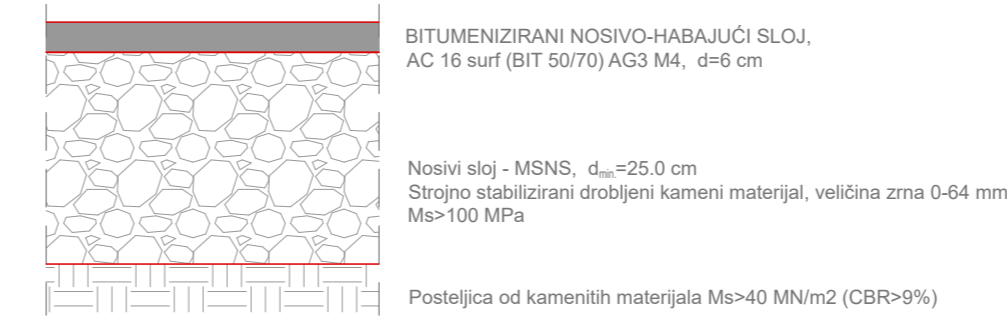 BITUMENIZIRANI NOSIVO-HABAJUĆI SLOJ,
AC 16 surf (BIT 50/70) AG3 M4, d=6 cm
Nosivi sloj - MSNS, dmin.=25.0 cm
Strojno stabilizirani drobljeni kameni materijal, veličina zrna 0-64 mm
Ms>100 MPa
Posteljica od kamenitih materijala Ms>40 MN/m2 (CBR>9%)